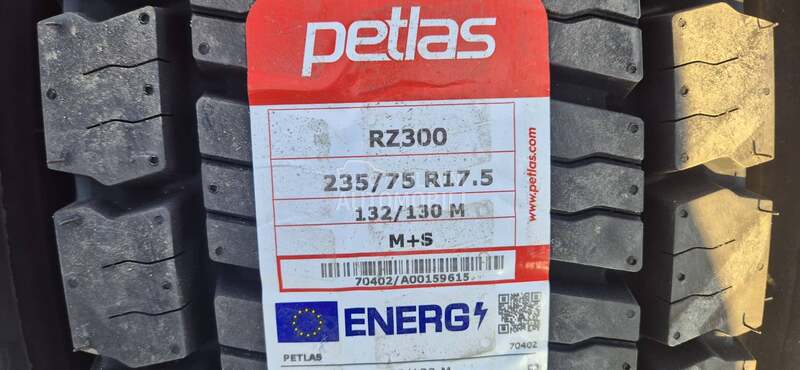 petlas
RZ300
235/75 R17.5
132/130 M
M+S
www.petlas.com
70402/A00159615
ENERG
PETLAS
70402